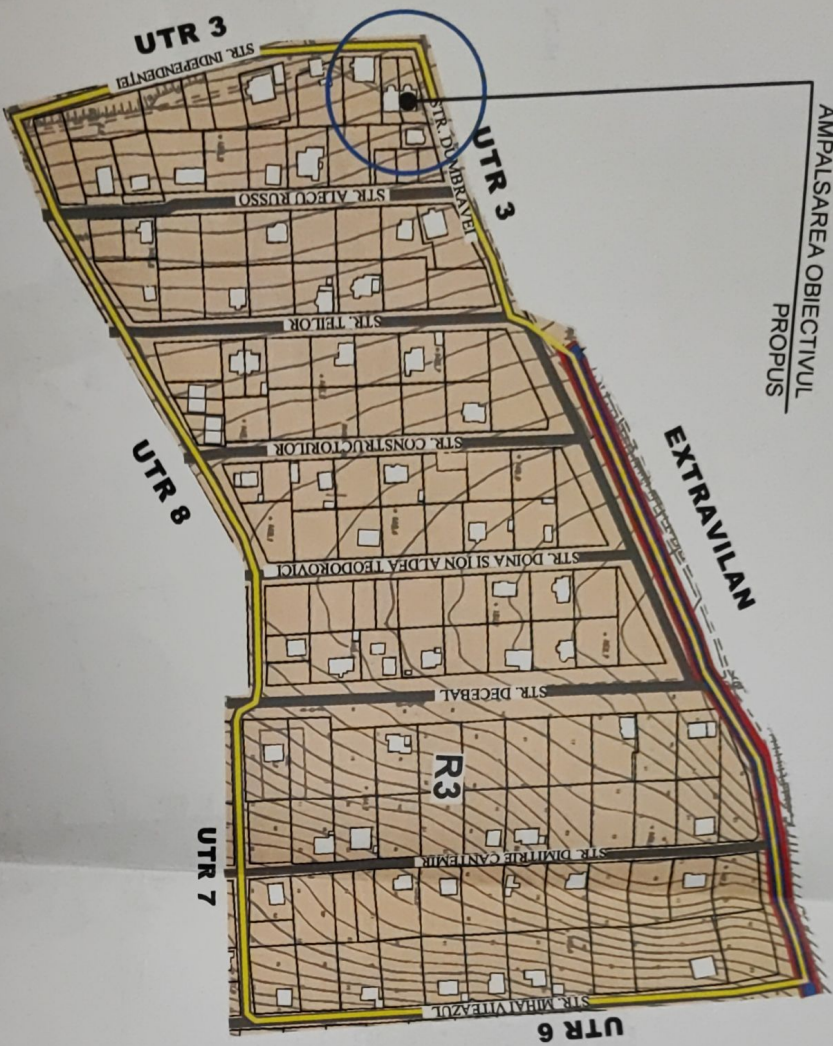 UTR 3
STR. INDEPENDENȚEI
STR. DUMBRAVEI
UTR 3
AMPALSAREA OBIECTIVUL
PROPUS
STR. ALECU RUSSO
STR. TEILOR
EXTRAVILAN
STR. CONSTRUCTORILOR
UTR 8
STR. DOINA SI ION ALDEA TEODOROVICI
STR. DECEBAL
R3
UTR 7
STR. DIMITRIE CANTEMIR
STR. MIHAI VITEAZUL
UTR 6